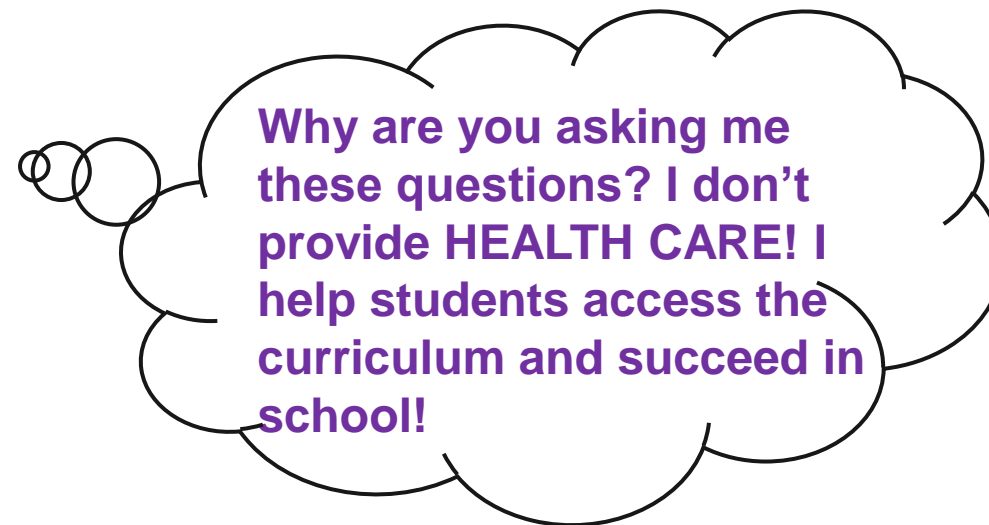 Why are you asking me
these questions? I don’t
provide HEALTH CARE! I
help students access the
curriculum and succeed in
school!